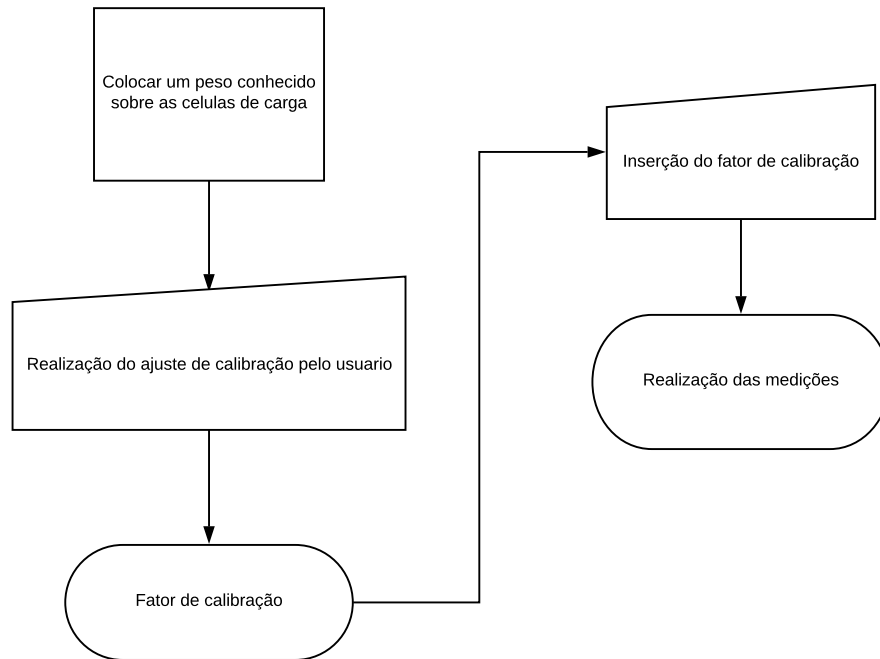 Colocar um peso conhecido
sobre as celulas de carga
Realização do ajuste de calibração pelo usuario
Fator de calibração
Inserção do fator de calibração
Realização das medições